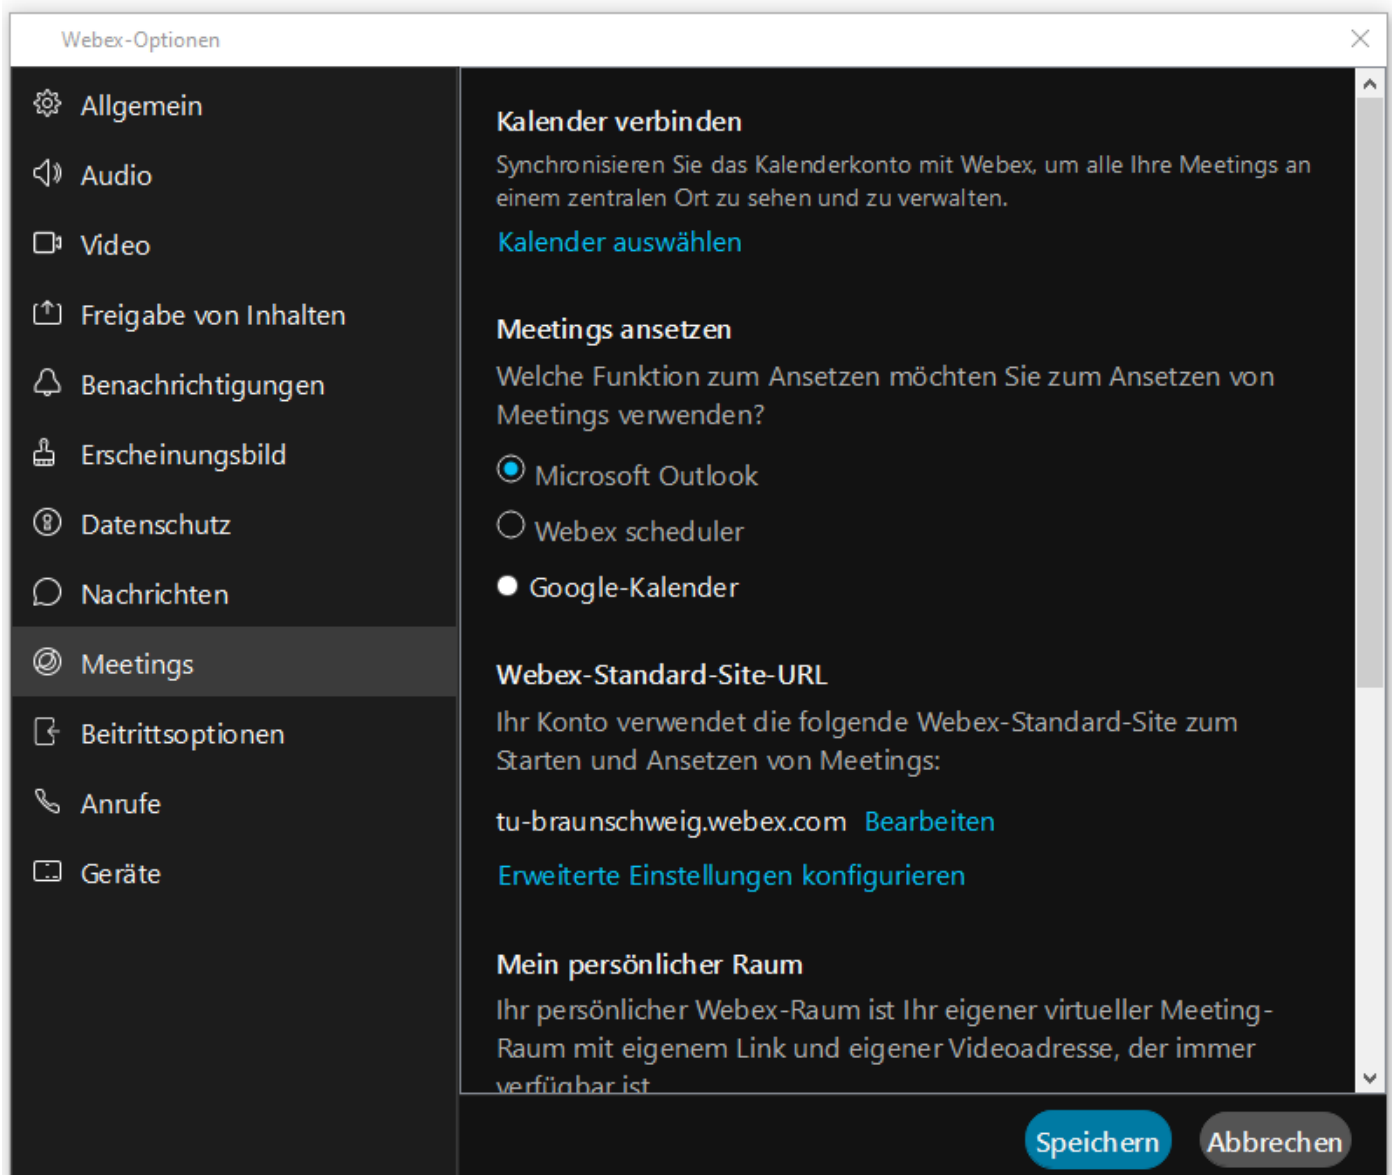 Webex-Optionen
Allgemein
Audio
Video
Freigabe von Inhalten
Benachrichtigungen
Erscheinungsbild
Datenschutz
Nachrichten
Meetings
Beitrittsoptionen
Anrufe
Geräte
Kalender verbinden
Synchronisieren Sie das Kalenderkonto mit Webex, um alle Ihre Meetings an
einem zentralen Ort zu sehen und zu verwalten.
Kalender auswählen
Meetings ansetzen
Welche Funktion zum Ansetzen möchten Sie zum Ansetzen von
Meetings verwenden?
Microsoft Outlook
Webex scheduler
Google-Kalender
Webex-Standard-Site-URL
Ihr Konto verwendet die folgende Webex-Standard-Site zum
Starten und Ansetzen von Meetings:
tu-braunschweig.webex.com Bearbeiten
Erweiterte Einstellungen konfigurieren
Mein persönlicher Raum
Ihr persönlicher Webex-Raum ist Ihr eigener virtueller Meeting-
Raum mit eigenem Link und eigener Videoadresse, der immer
verfügbar ist
Speichern Abbrechen